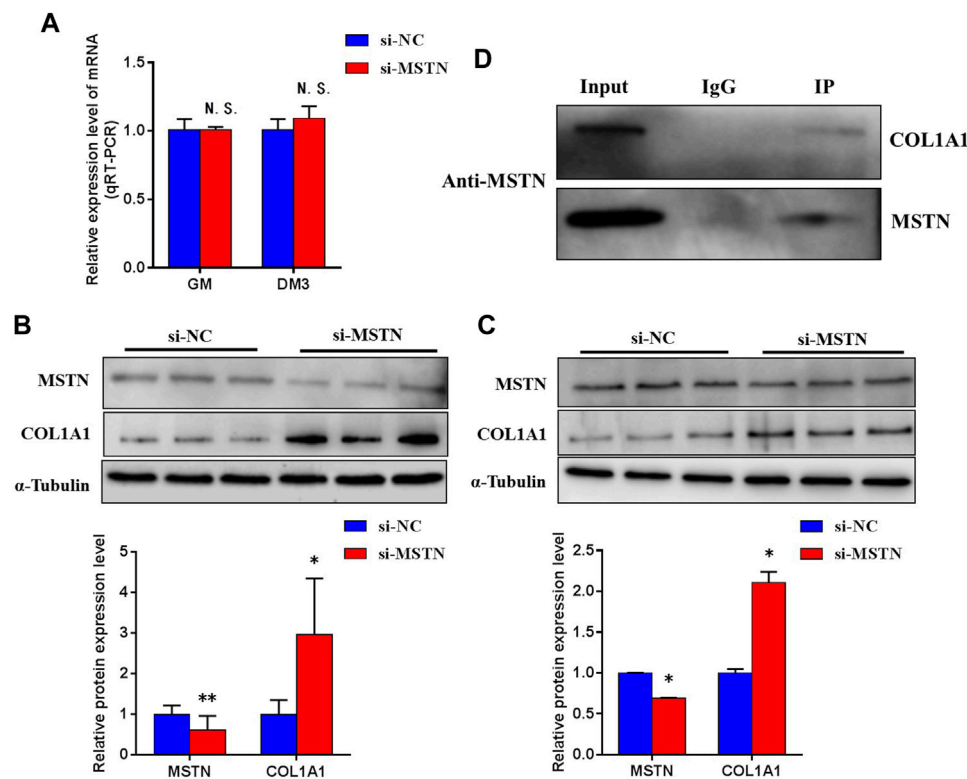 A
si-NC
si-MSTN
Relative expression level of mRNA
(qRT-PCR)
1.5
1.0
0.5
0.0
N. S.
N. S.
GM
DM3
D
Input
IgG
IP
Anti-MSTN
COL1A1
MSTN
B
si-NC
si-MSTN
MSTN
COL1A1
α-Tubulin
si-NC
si-MSTN
Relative protein expression level
5
4
3
2
1
0
**
*
MSTN
COL1A1
C
si-NC
si-MSTN
MSTN
COL1A1
α-Tubulin
si-NC
si-MSTN
Relative protein expression level
2.5
2.0
1.5
1.0
0.5
0.0
*
*
MSTN
COL1A1